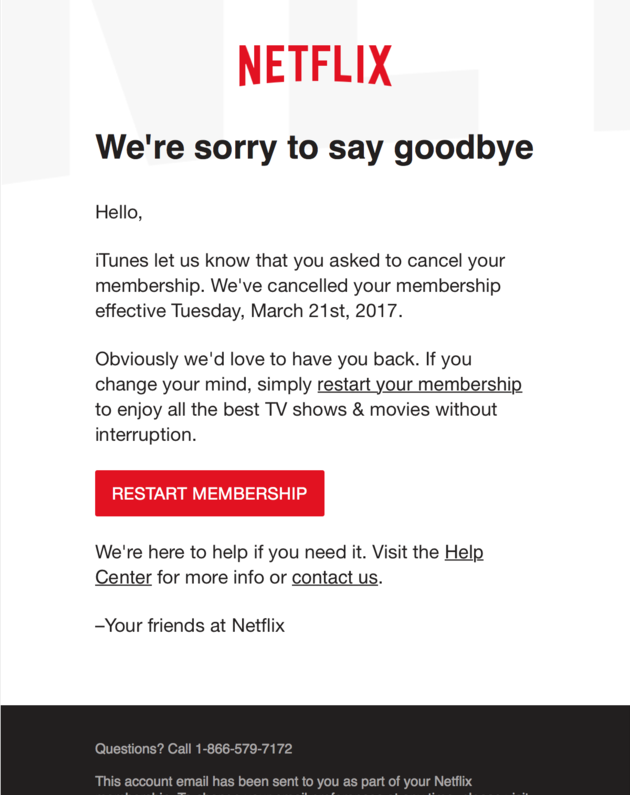 NETFLIX
We're sorry to say goodbye
Hello,
iTunes let us know that you asked to cancel your
membership. We've cancelled your membership
effective Tuesday, March 21st, 2017.
Obviously we'd love to have you back. If you
change your mind, simply restart your membership
to enjoy all the best TV shows & movies without
interruption.
RESTART MEMBERSHIP
We're here to help if you need it. Visit the Help
Center for more info or contact us.
–Your friends at Netflix
Questions? Call 1-866-579-7172
This account email has been sent to you as part of your Netflix